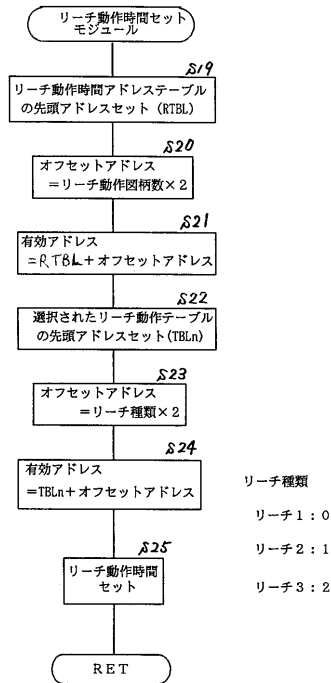 リーチ動作時間セット
モジュール
S19
リーチ動作時間アドレステーブル
の先頭アドレスセット(RTBL)
S20
オフセットアドレス
=リーチ動作図柄数×2
S21
有効アドレス
=RTBL+オフセットアドレス
S22
選択されたリーチ動作テーブル
の先頭アドレスセット(TBLn)
S23
オフセットアドレス
=リーチ種類×2
S24
有効アドレス
=TBLn+オフセットアドレス
リーチ種類
リーチ1:0
リーチ2:1
リーチ3:2
S25
リーチ動作時間
セット
RET